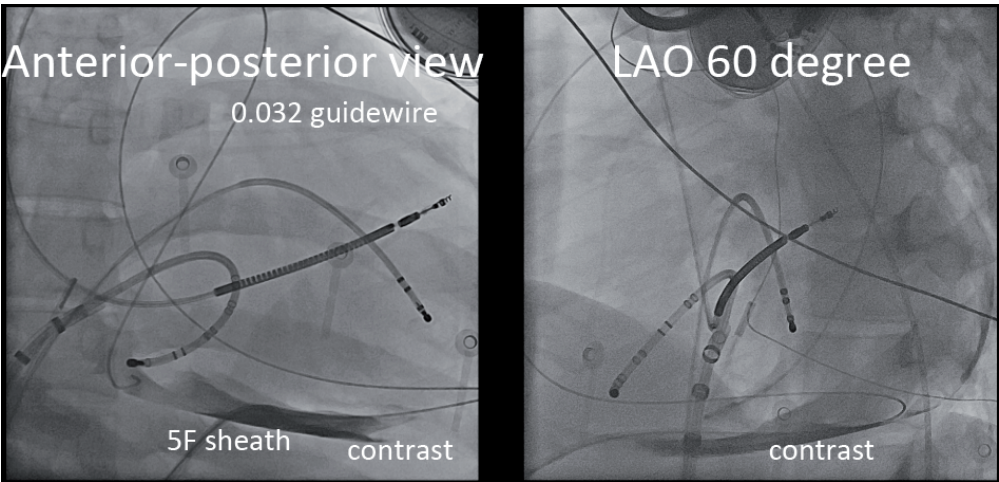 Anterior-posterior view
0.032 guidewire
5F sheath
contrast
LAO 60 degree
contrast